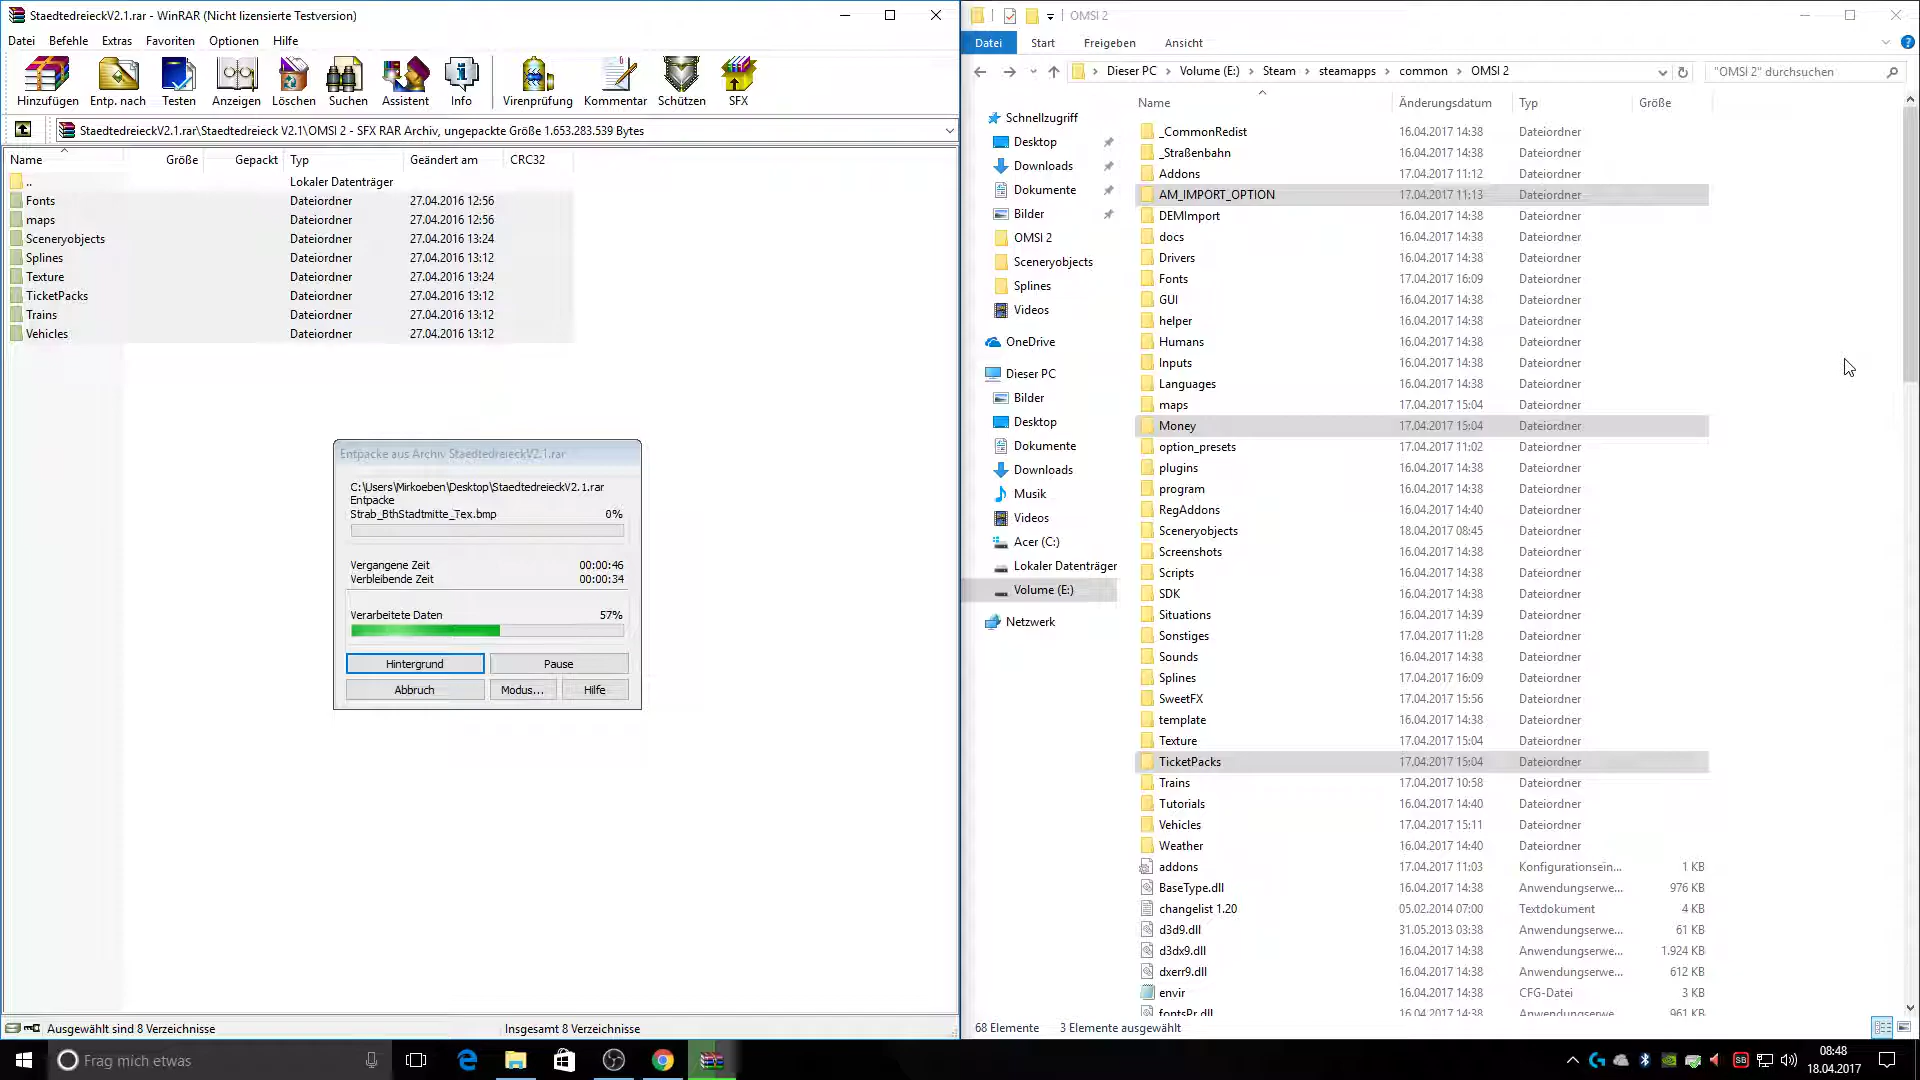 StaedtedreieckV2.1.rar - WinRAR (Nicht lizensierte Testversion)
Datei Befehle Extras Favoriten Optionen Hilfe
Hinzufügen Entp. nach Testen Anzeigen Löschen Suchen Assistent Info Virenprüfung Kommentar Schützen SFX
StaedtedreieckV2.1.rar\Staedtedreieck V2.1\OMSI 2 - SFX RAR Archiv, ungepackte Größe 1.653.283.539 Bytes
Name Größe Gepackt Typ Geändert am CRC32
.. Lokaler Datenträger
Fonts Dateiordner 27.04.2016 12:56
maps Dateiordner 27.04.2016 12:56
Sceneryobjects Dateiordner 27.04.2016 13:24
Splines Dateiordner 27.04.2016 13:12
Texture Dateiordner 27.04.2016 13:24
TicketPacks Dateiordner 27.04.2016 13:12
Trains Dateiordner 27.04.2016 13:12
Vehicles Dateiordner 27.04.2016 13:12
Entpacke aus Archiv StaedtedreieckV2.1.rar
C:\Users\Mirkoeben\Desktop\StaedtedreieckV2.1.rar
Entpacke
Strab_BthStadtmitte_Tex.bmp 0%
Vergangene Zeit 00:00:46
Verbleibende Zeit 00:00:34
Verarbeitete Daten 57%
Hintergrund Pause
Abbruch Modus... Hilfe
Ausgewählt sind 8 Verzeichnisse Insgesamt 8 Verzeichnisse
OMSI 2
Datei Start Freigeben Ansicht
Dieser PC Volume (E:) Steam steamapps common OMSI 2
"OMSI 2" durchsuchen
Schnellzugriff
Desktop
Downloads
Dokumente
Bilder
OMSI 2
Sceneryobjects
Splines
Videos
OneDrive
Dieser PC
Bilder
Desktop
Dokumente
Downloads
Musik
Videos
Acer (C:)
Lokaler Datenträger
Volume (E:)
Netzwerk
Name Änderungsdatum Typ Größe
_CommonRedist 16.04.2017 14:38 Dateiordner
_Straßenbahn 16.04.2017 14:38 Dateiordner
Addons 17.04.2017 11:12 Dateiordner
AM_IMPORT_OPTION 17.04.2017 11:13 Dateiordner
DEMImport 16.04.2017 14:38 Dateiordner
docs 16.04.2017 14:38 Dateiordner
Drivers 16.04.2017 14:38 Dateiordner
Fonts 17.04.2017 16:09 Dateiordner
GUI 16.04.2017 14:38 Dateiordner
helper 16.04.2017 14:38 Dateiordner
Humans 16.04.2017 14:38 Dateiordner
Inputs 16.04.2017 14:38 Dateiordner
Languages 16.04.2017 14:38 Dateiordner
maps 17.04.2017 15:04 Dateiordner
Money 17.04.2017 15:04 Dateiordner
option_presets 17.04.2017 11:02 Dateiordner
plugins 16.04.2017 14:38 Dateiordner
program 16.04.2017 14:38 Dateiordner
RegAddons 16.04.2017 14:40 Dateiordner
Sceneryobjects 18.04.2017 08:45 Dateiordner
Screenshots 16.04.2017 14:38 Dateiordner
Scripts 16.04.2017 14:38 Dateiordner
SDK 16.04.2017 14:38 Dateiordner
Situations 16.04.2017 14:39 Dateiordner
Sonstiges 17.04.2017 11:28 Dateiordner
Sounds 16.04.2017 14:38 Dateiordner
Splines 17.04.2017 16:09 Dateiordner
SweetFX 17.04.2017 15:56 Dateiordner
template 16.04.2017 14:38 Dateiordner
Texture 17.04.2017 15:04 Dateiordner
TicketPacks 17.04.2017 15:04 Dateiordner
Trains 17.04.2017 10:58 Dateiordner
Tutorials 16.04.2017 14:40 Dateiordner
Vehicles 17.04.2017 15:11 Dateiordner
Weather 16.04.2017 14:40 Dateiordner
addons 17.04.2017 11:03 Konfigurationsein... 1 KB
BaseType.dll 16.04.2017 14:38 Anwendungserwe... 976 KB
changelist 1.20 05.02.2014 07:00 Textdokument 4 KB
d3d9.dll 31.05.2013 03:38 Anwendungserwe... 61 KB
d3dx9.dll 16.04.2017 14:38 Anwendungserwe... 1.924 KB
dxerr9.dll 16.04.2017 14:38 Anwendungserwe... 612 KB
envir 16.04.2017 14:38 CFG-Datei 3 KB
fontsPr.dll 16.04.2017 14:38 Anwendungserwe... 961 KB
68 Elemente 3 Elemente ausgewählt
Frag mich etwas
08:48
18.04.2017